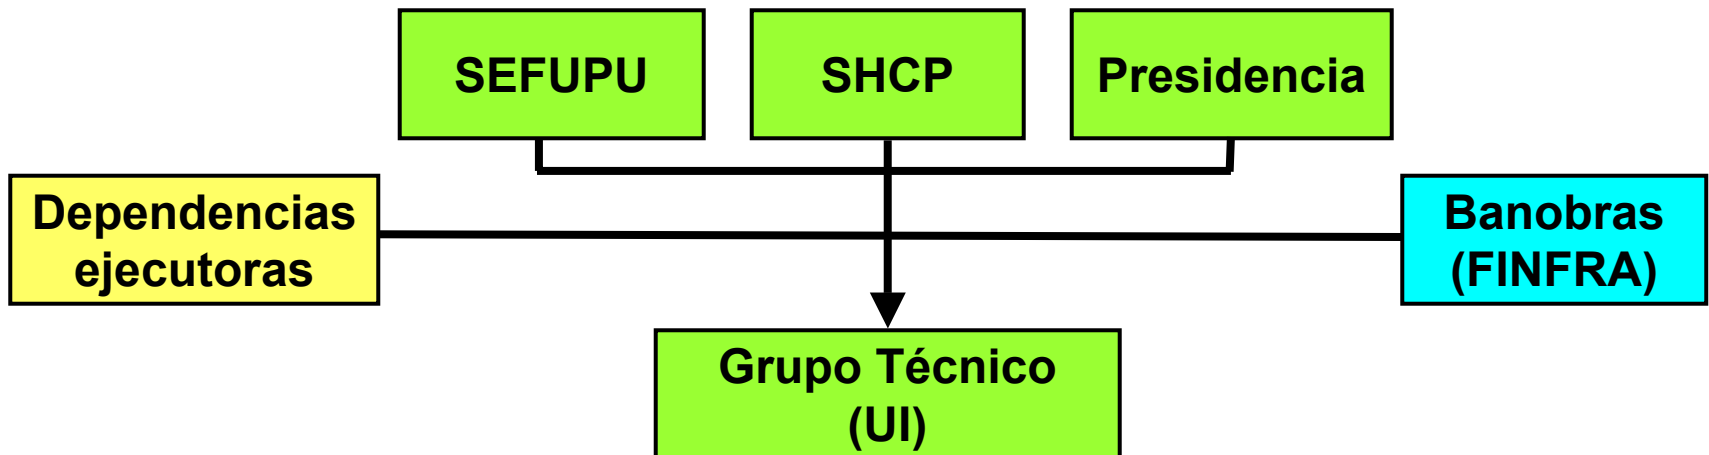 SEFUPU
SHCP
Presidencia
Dependencias
ejecutoras
Banobras
(FINFRA)
Grupo Técnico
(UI)